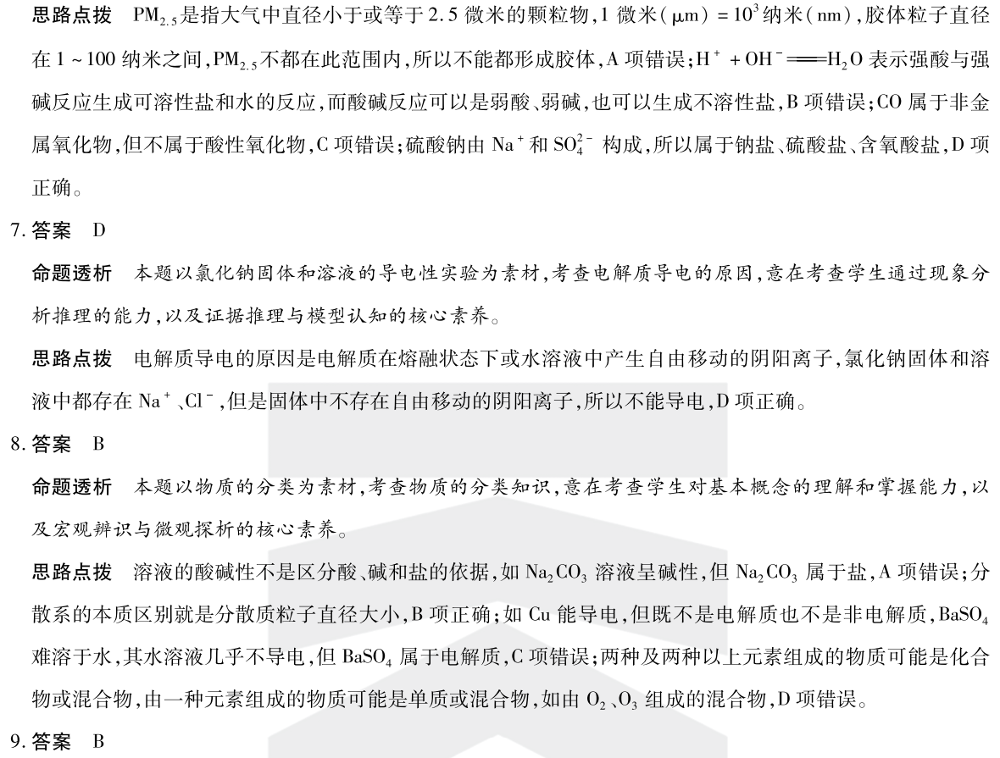 思路点拨　PM₂.₅是指大气中直径小于或等于2.5 微米的颗粒物,1 微米(μm) =10³纳米(nm),胶体粒子直径
在1 ~ 100 纳米之间,PM₂.₅不都在此范围内,所以不能都形成胶体,A 项错误;H⁺ + OH⁻══H₂O 表示强酸与强
碱反应生成可溶性盐和水的反应,而酸碱反应可以是弱酸、弱碱,也可以生成不溶性盐,B 项错误;CO 属于非金
属氧化物,但不属于酸性氧化物,C 项错误;硫酸钠由 Na⁺ 和 SO₄²⁻ 构成,所以属于钠盐、硫酸盐、含氧酸盐,D 项
正确。
7. 答案　D
命题透析　本题以氯化钠固体和溶液的导电性实验为素材,考查电解质导电的原因,意在考查学生通过现象分
析推理的能力,以及证据推理与模型认知的核心素养。
思路点拨　电解质导电的原因是电解质在熔融状态下或水溶液中产生自由移动的阴阳离子,氯化钠固体和溶
液中都存在 Na⁺、Cl⁻,但是固体中不存在自由移动的阴阳离子,所以不能导电,D 项正确。
8. 答案　B
命题透析　本题以物质的分类为素材,考查物质的分类知识,意在考查学生对基本概念的理解和掌握能力,以
及宏观辨识与微观探析的核心素养。
思路点拨　溶液的酸碱性不是区分酸、碱和盐的依据,如 Na₂CO₃ 溶液呈碱性,但 Na₂CO₃ 属于盐,A 项错误;分
散系的本质区别就是分散质粒子直径大小,B 项正确;如 Cu 能导电,但既不是电解质也不是非电解质,BaSO₄
难溶于水,其水溶液几乎不导电,但 BaSO₄ 属于电解质,C 项错误;两种及两种以上元素组成的物质可能是化合
物或混合物,由一种元素组成的物质可能是单质或混合物,如由 O₂、O₃ 组成的混合物,D 项错误。
9. 答案　B